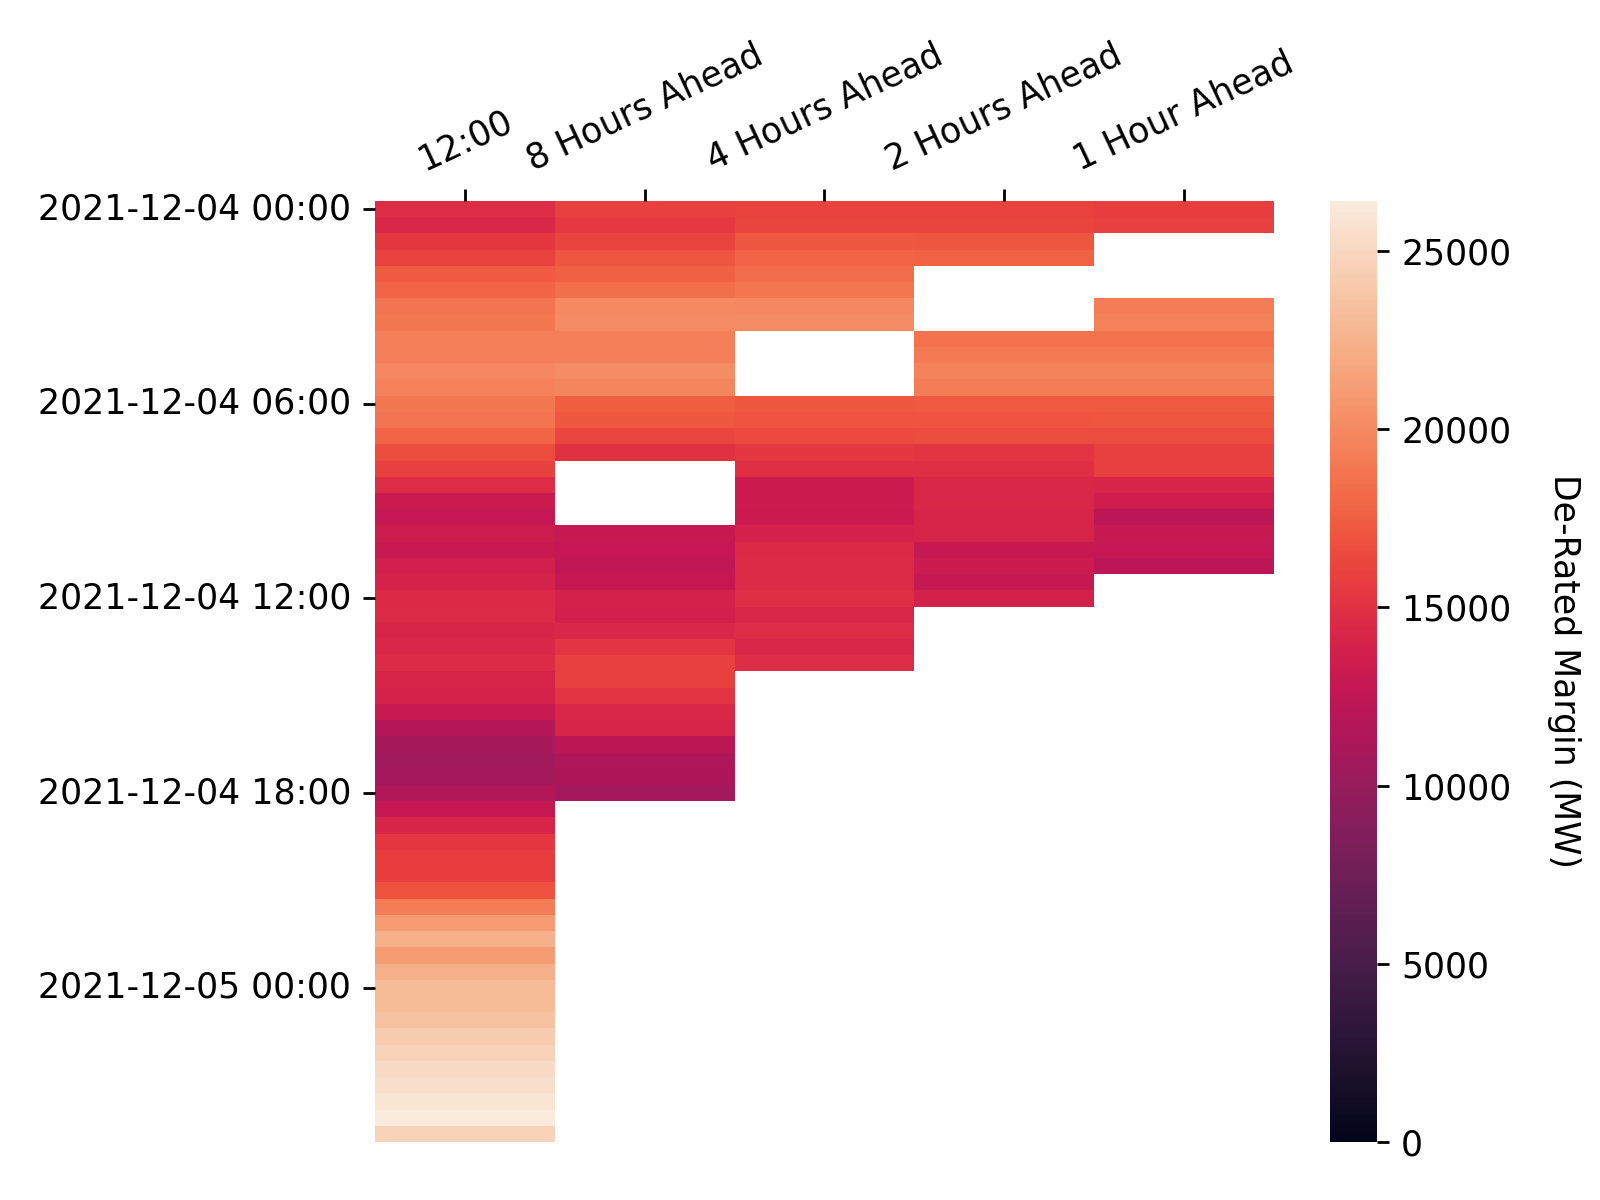 12:00
8 Hours Ahead
4 Hours Ahead
2 Hours Ahead
1 Hour Ahead
2021-12-04 00:00
2021-12-04 06:00
2021-12-04 12:00
2021-12-04 18:00
2021-12-05 00:00
25000
20000
15000
10000
5000
0
De-Rated Margin (MW)